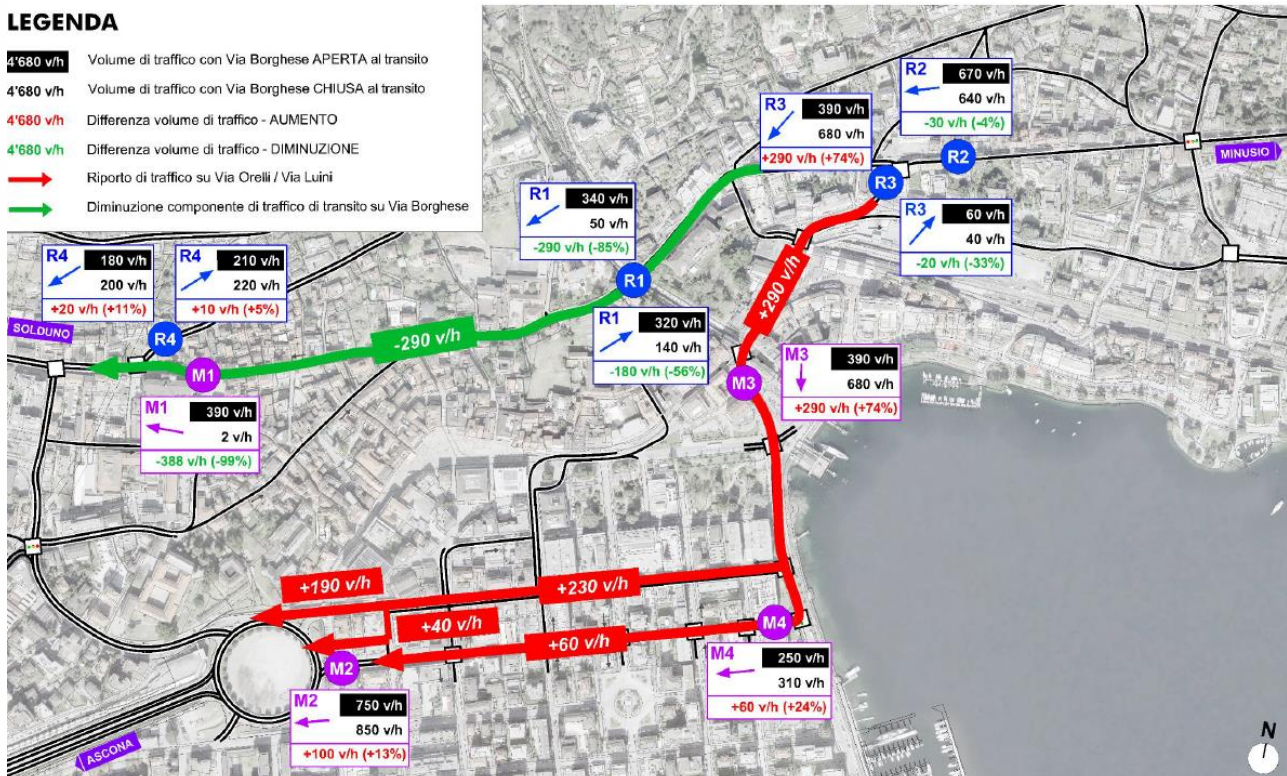 LEGENDA
4'680 v/h Volume di traffico con Via Borghese APERTA al transito
4'680 v/h Volume di traffico con Via Borghese CHIUSA al transito
4'680 v/h Differenza volume di traffico - AUMENTO
4'680 v/h Differenza volume di traffico - DIMINUZIONE
Riporto di traffico su Via Orelli / Via Luini
Diminuzione componente di traffico di transito su Via Borghese
R2 670 v/h
640 v/h
-30 v/h (-4%)
R3 390 v/h
680 v/h
+290 v/h (+74%)
R2
MINUSIO
R3
R1 340 v/h
50 v/h
-290 v/h (-85%)
R3 60 v/h
40 v/h
-20 v/h (-33%)
R4 180 v/h
200 v/h
+20 v/h (+11%)
R4 210 v/h
220 v/h
+10 v/h (+5%)
R1
+290 v/h
SOLDUNO
R4
-290 v/h
R1 320 v/h
140 v/h
-180 v/h (-56%)
M1
M3
M3 390 v/h
680 v/h
+290 v/h (+74%)
M1 390 v/h
2 v/h
-388 v/h (-99%)
+190 v/h
+230 v/h
+40 v/h
+60 v/h
M4
M2
M4 250 v/h
310 v/h
+60 v/h (+24%)
M2 750 v/h
850 v/h
+100 v/h (+13%)
ASCONA
N